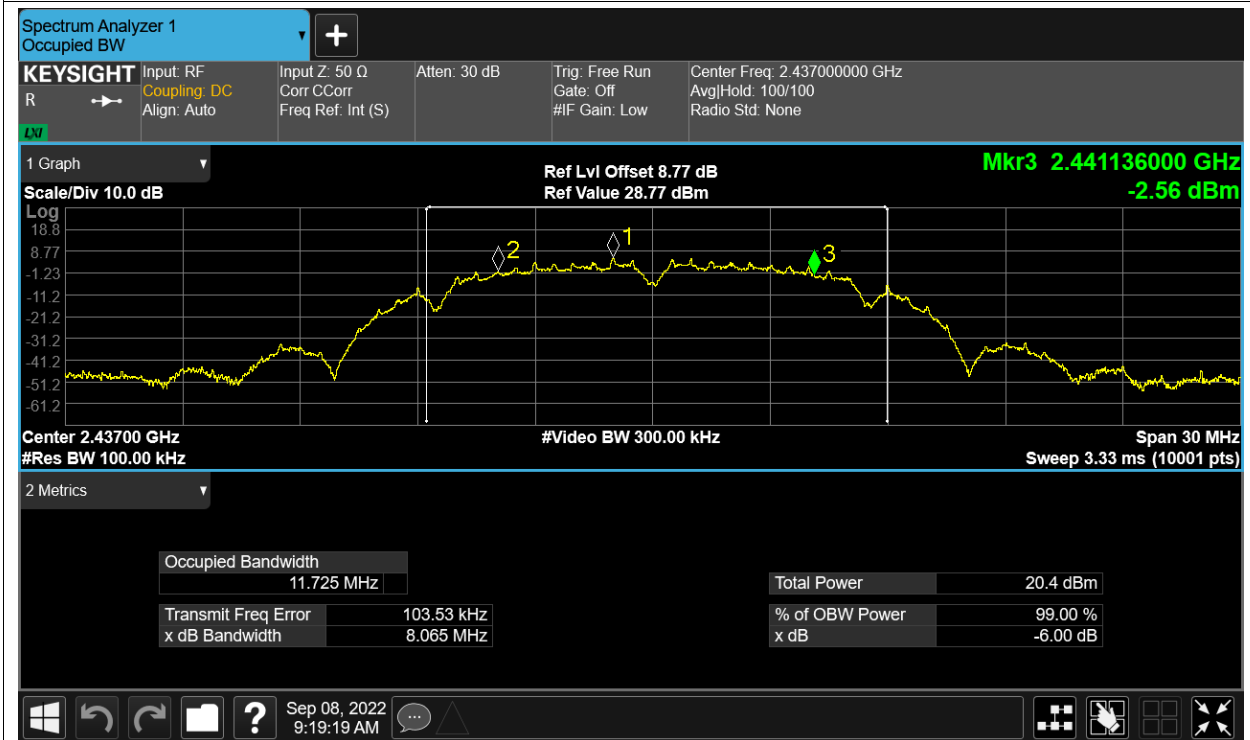 Spectrum Analyzer 1
Occupied BW
KEYSIGHT
R
LXI
Input: RF
Coupling: DC
Align: Auto
Input Z: 50 Ω
Corr CCorr
Freq Ref: Int (S)
Atten: 30 dB
Trig: Free Run
Gate: Off
#IF Gain: Low
Center Freq: 2.437000000 GHz
Avg|Hold: 100/100
Radio Std: None
1 Graph
Scale/Div 10.0 dB
Ref Lvl Offset 8.77 dB
Ref Value 28.77 dBm
Mkr3 2.441136000 GHz
-2.56 dBm
Log
18.8
8.77
-1.23
-11.2
-21.2
-31.2
-41.2
-51.2
-61.2
2
1
3
Center 2.43700 GHz
#Video BW 300.00 kHz
Span 30 MHz
#Res BW 100.00 kHz
Sweep 3.33 ms (10001 pts)
2 Metrics
Occupied Bandwidth
11.725 MHz
Total Power 20.4 dBm
Transmit Freq Error 103.53 kHz
% of OBW Power 99.00 %
x dB Bandwidth 8.065 MHz
x dB -6.00 dB
?
Sep 08, 2022
9:19:19 AM